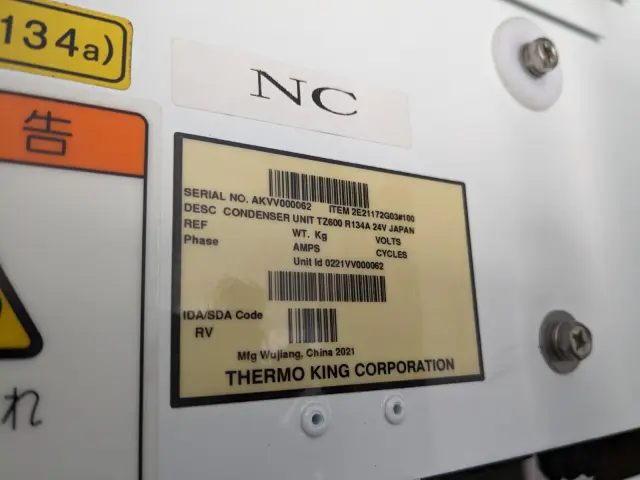 134a)
NC
告
SERIAL NO. AKVV000062 ITEM 2E21172G03#100
DESC CONDENSER UNIT TZ600 R134A 24V JAPAN
REF WT. Kg VOLTS
Phase AMPS CYCLES
Unit Id 0221VV000062
IDA/SDA Code
RV
Mfg Wujiang, China 2021
THERMO KING CORPORATION
れ